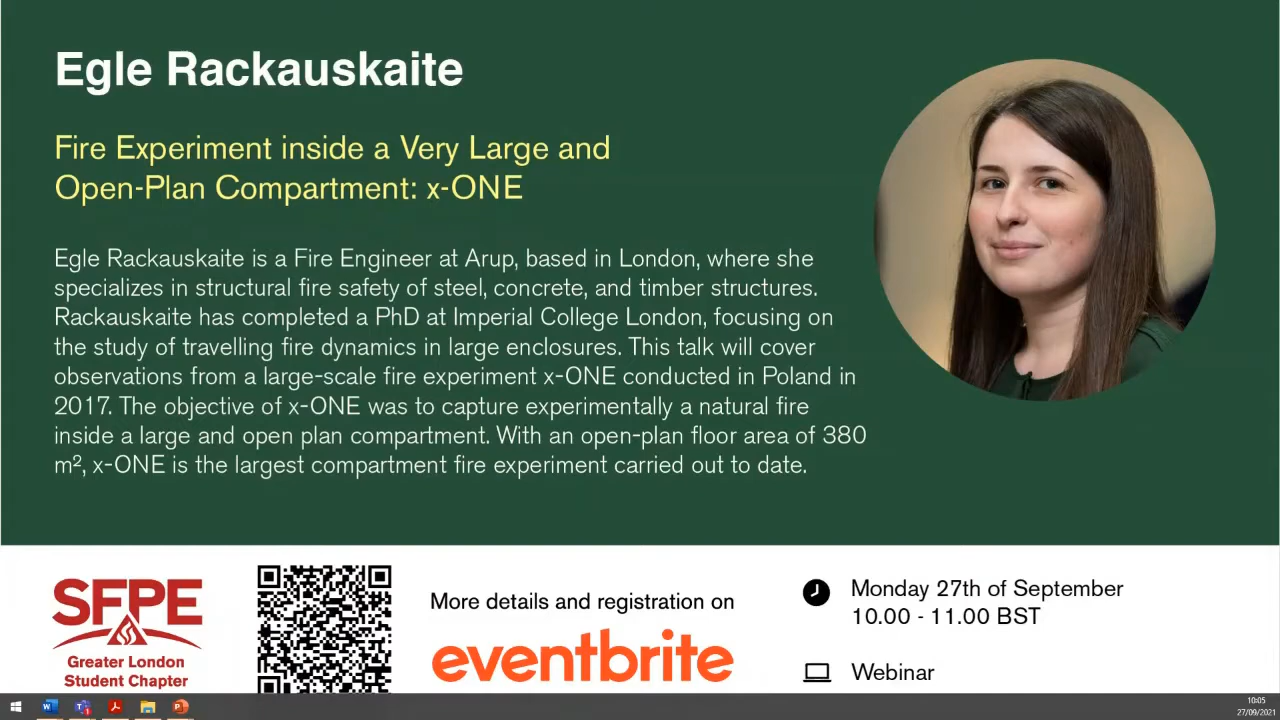 Egle Rackauskaite
Fire Experiment inside a Very Large and
Open-Plan Compartment: x-ONE
Egle Rackauskaite is a Fire Engineer at Arup, based in London, where she
specializes in structural fire safety of steel, concrete, and timber structures.
Rackauskaite has completed a PhD at Imperial College London, focusing on
the study of travelling fire dynamics in large enclosures. This talk will cover
observations from a large-scale fire experiment x-ONE conducted in Poland in
2017. The objective of x-ONE was to capture experimentally a natural fire
inside a large and open plan compartment. With an open-plan floor area of 380
m², x-ONE is the largest compartment fire experiment carried out to date.
SFPE
Greater London
Student Chapter
More details and registration on
eventbrite
Monday 27th of September
10.00 - 11.00 BST
Webinar
10:05
27/09/2021